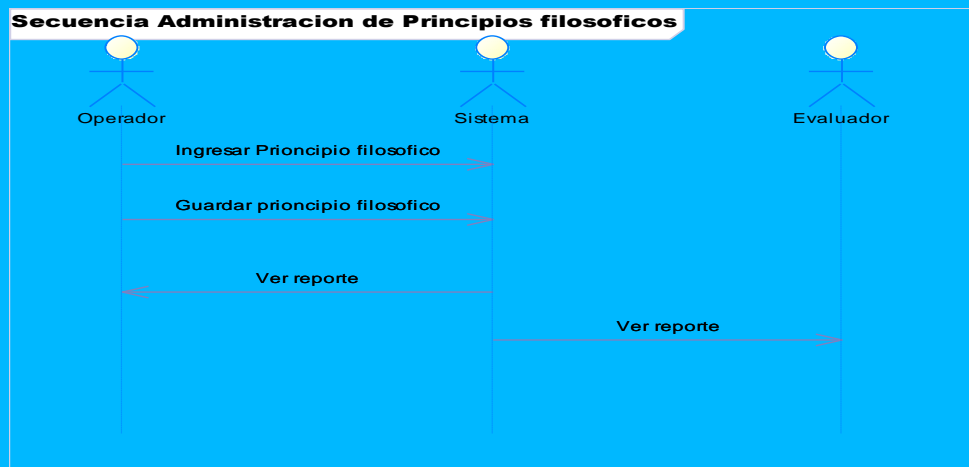 Secuencia Administracion de Principios filosoficos
Operador
Sistema
Evaluador
Ingresar Prioncipio filosofico
Guardar prioncipio filosofico
Ver reporte
Ver reporte